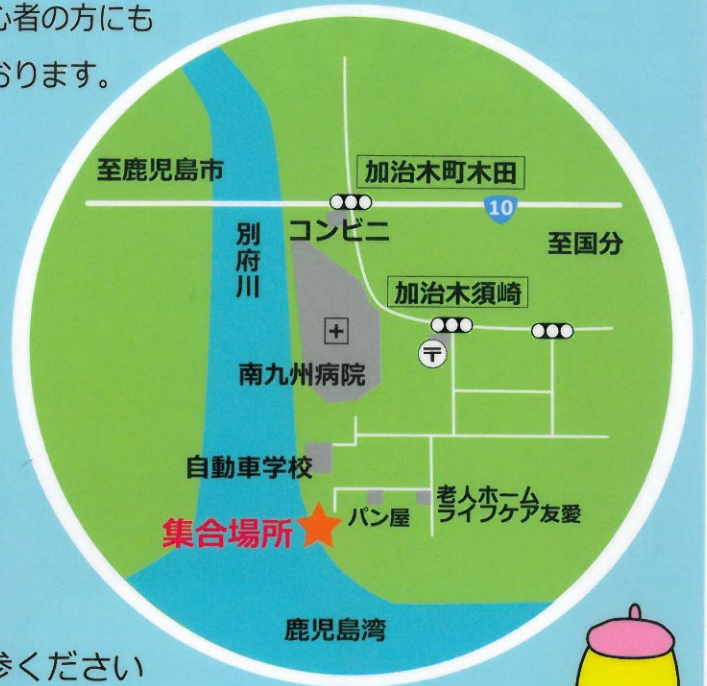 心者の方にも
おります。
至鹿児島市
加治木町木田
10
コンビニ
至国分
別府川
加治木須崎
〒
南九州病院
自動車学校
老人ホーム
ライフケア友愛
パン屋
集合場所
鹿児島湾
参ください